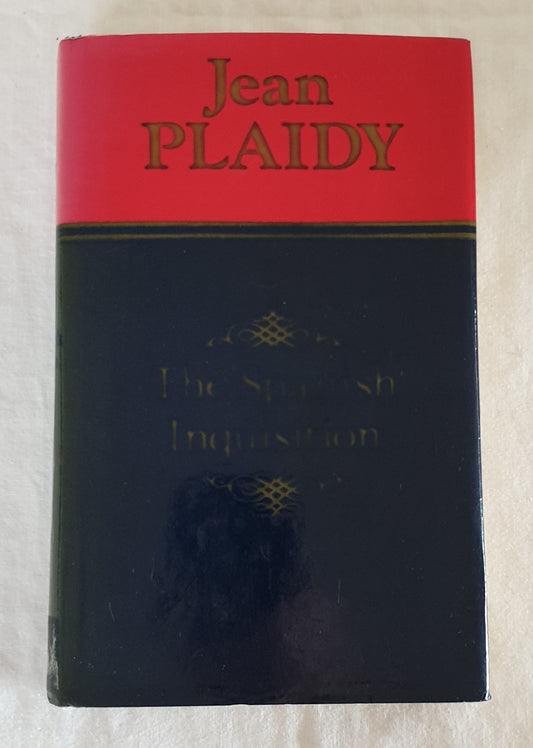 Jean
PLAIDY
The Spanish
Inquisition